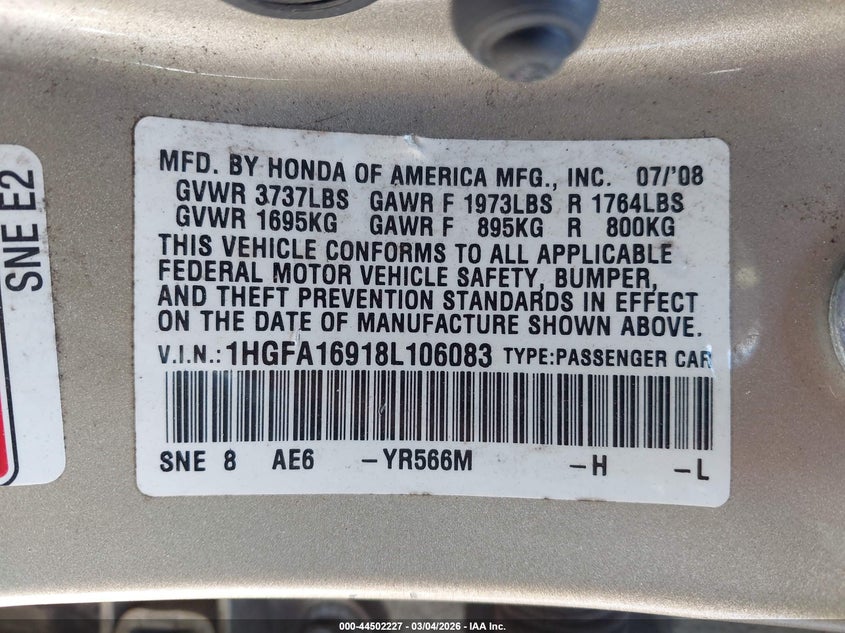 SNE E2
MFD. BY HONDA OF AMERICA MFG., INC. 07/'08
GVWR 3737LBS GAWR F 1973LBS R 1764LBS
GVWR 1695KG GAWR F 895KG R 800KG
THIS VEHICLE CONFORMS TO ALL APPLICABLE
FEDERAL MOTOR VEHICLE SAFETY, BUMPER,
AND THEFT PREVENTION STANDARDS IN EFFECT
ON THE DATE OF MANUFACTURE SHOWN ABOVE.
V.I.N.: 1HGFA16918L106083 TYPE:PASSENGER CAR
SNE 8 AE6 -YR566M -H -L
000-44502227 - 03/04/2026 - IAA Inc.